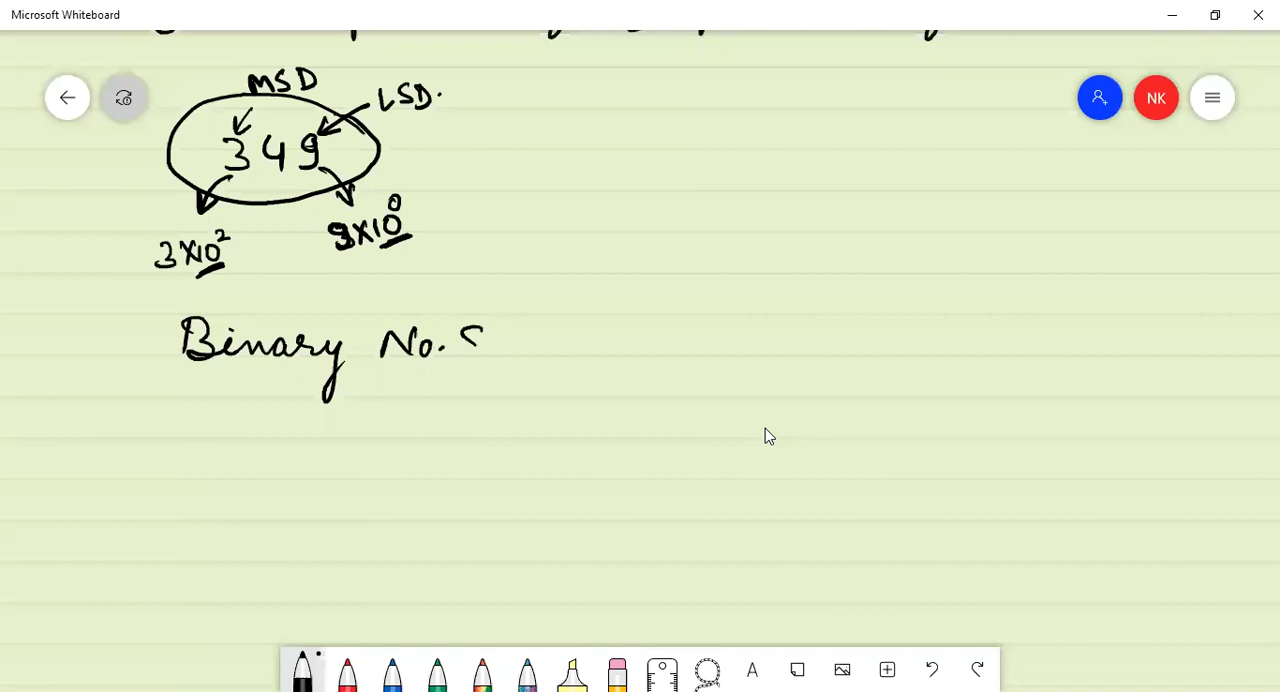 Microsoft Whiteboard
MSD
LSD.
349
NK
3×10²
9×10⁰
Binary No. S
A